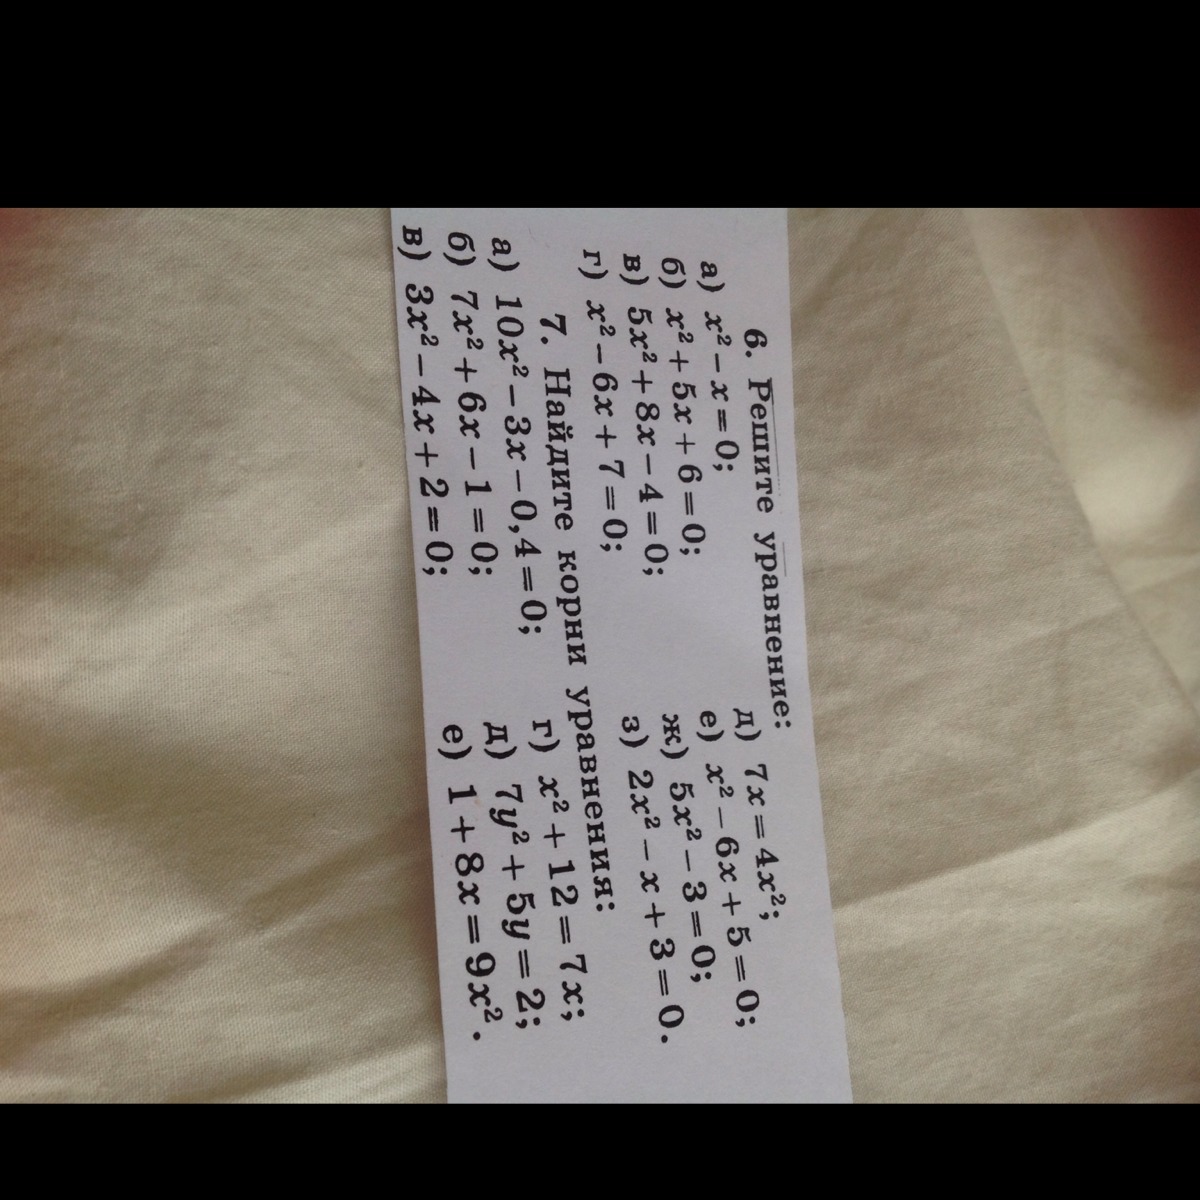 6. Решите уравнение:
а) x² − x = 0;
б) x² + 5x + 6 = 0;
в) 5x² + 8x − 4 = 0;
г) x² − 6x + 7 = 0;
д) 7x = 4x²;
е) x² − 6x + 5 = 0;
ж) 5x² − 3 = 0;
з) 2x² − x + 3 = 0.
7. Найдите корни уравнения:
а) 10x² − 3x − 0,4 = 0;
б) 7x² + 6x − 1 = 0;
в) 3x² − 4x + 2 = 0;
г) x² + 12 = 7x;
д) 7y² + 5y = 2;
е) 1 + 8x = 9x².